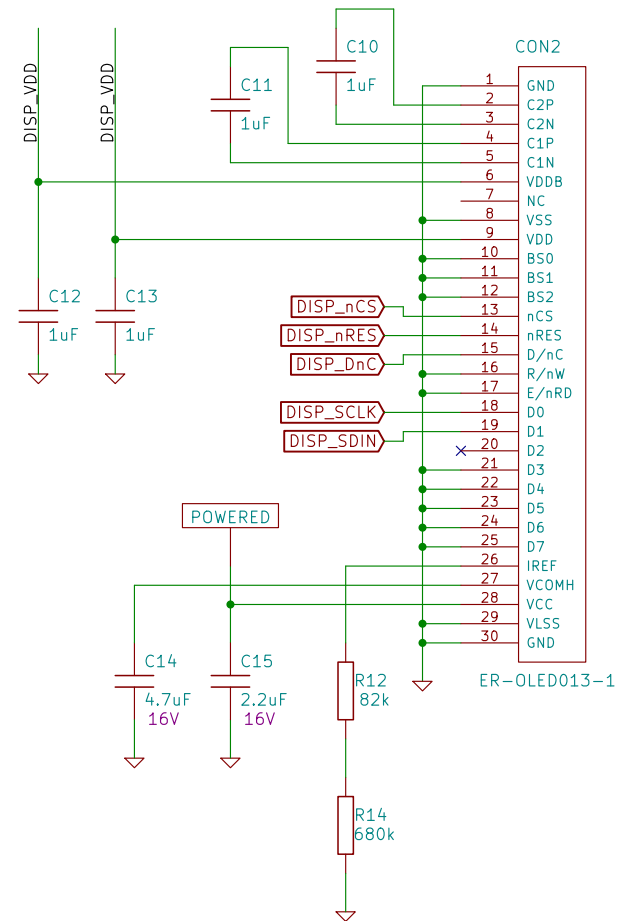 C10
1uF
C11
1uF
DISP_VDD
DISP_VDD
C12
1uF
C13
1uF
CON2
1 GND
2 C2P
3 C2N
4 C1P
5 C1N
6 VDDB
7 NC
8 VSS
9 VDD
10 BS0
11 BS1
12 BS2
DISP_nCS 13 nCS
DISP_nRES 14 nRES
DISP_DnC 15 D/nC
16 R/nW
17 E/nRD
DISP_SCLK 18 D0
DISP_SDIN 19 D1
20 D2
21 D3
22 D4
23 D5
24 D6
25 D7
26 IREF
27 VCOMH
28 VCC
29 VLSS
30 GND
ER-OLED013-1
POWERED
C14
4.7uF
16V
C15
2.2uF
16V
R12
82k
R14
680k